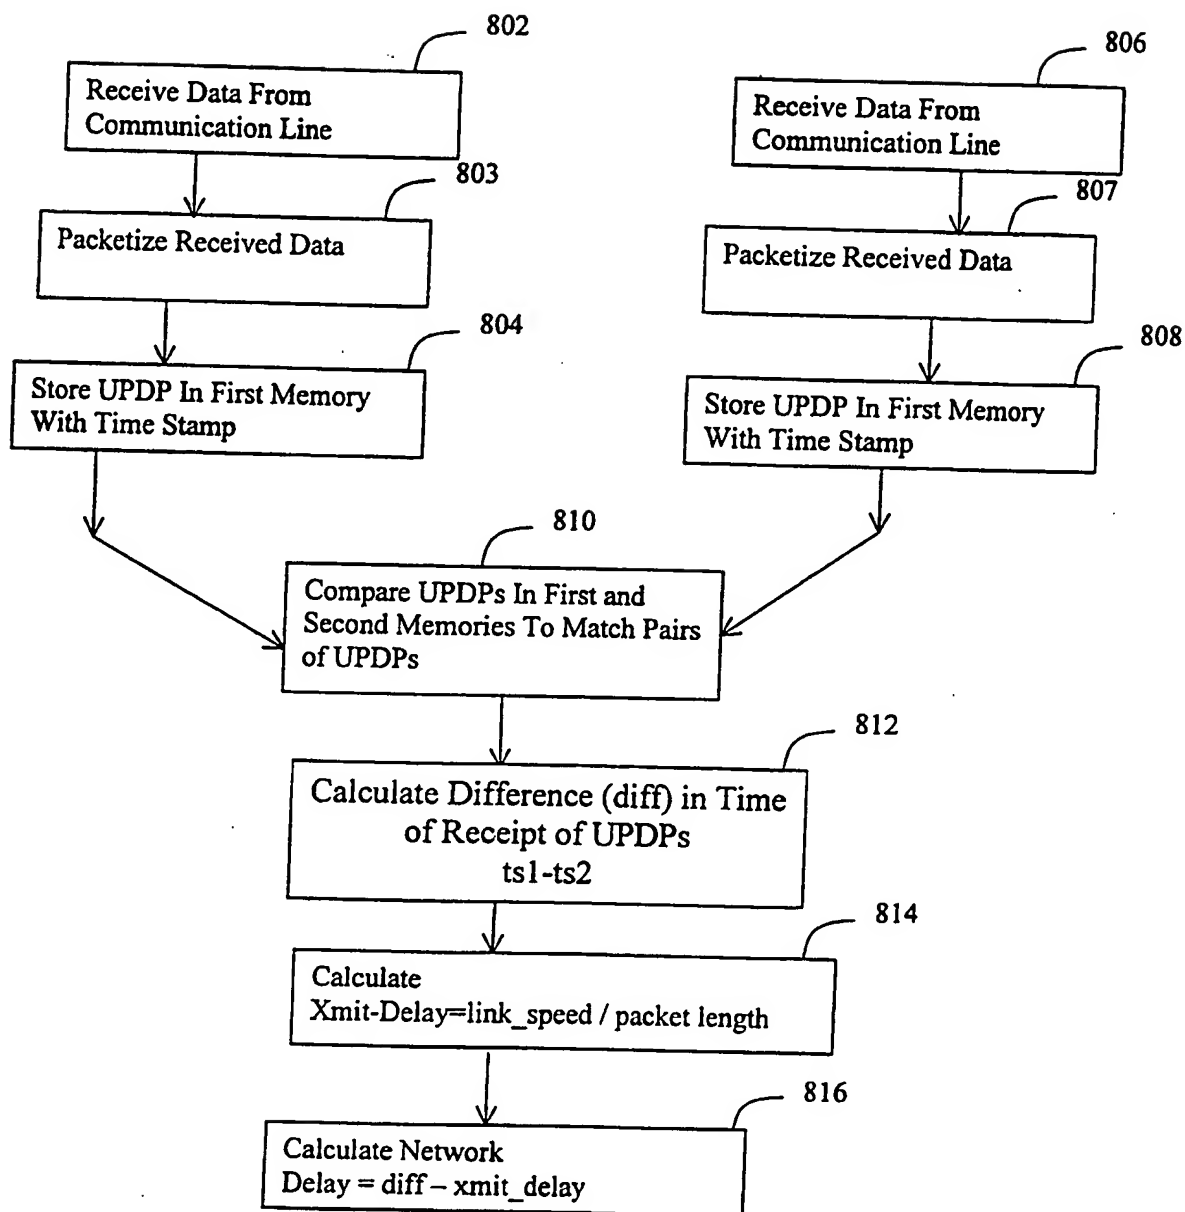 802
Receive Data From
Communication Line
803
Packetize Received Data
804
Store UPDP In First Memory
With Time Stamp
806
Receive Data From
Communication Line
807
Packetize Received Data
808
Store UPDP In First Memory
With Time Stamp
810
Compare UPDPs In First and
Second Memories To Match Pairs
of UPDPs
812
Calculate Difference (diff) in Time
of Receipt of UPDPs
ts1-ts2
814
Calculate
Xmit-Delay=link_speed / packet length
816
Calculate Network
Delay = diff – xmit_delay